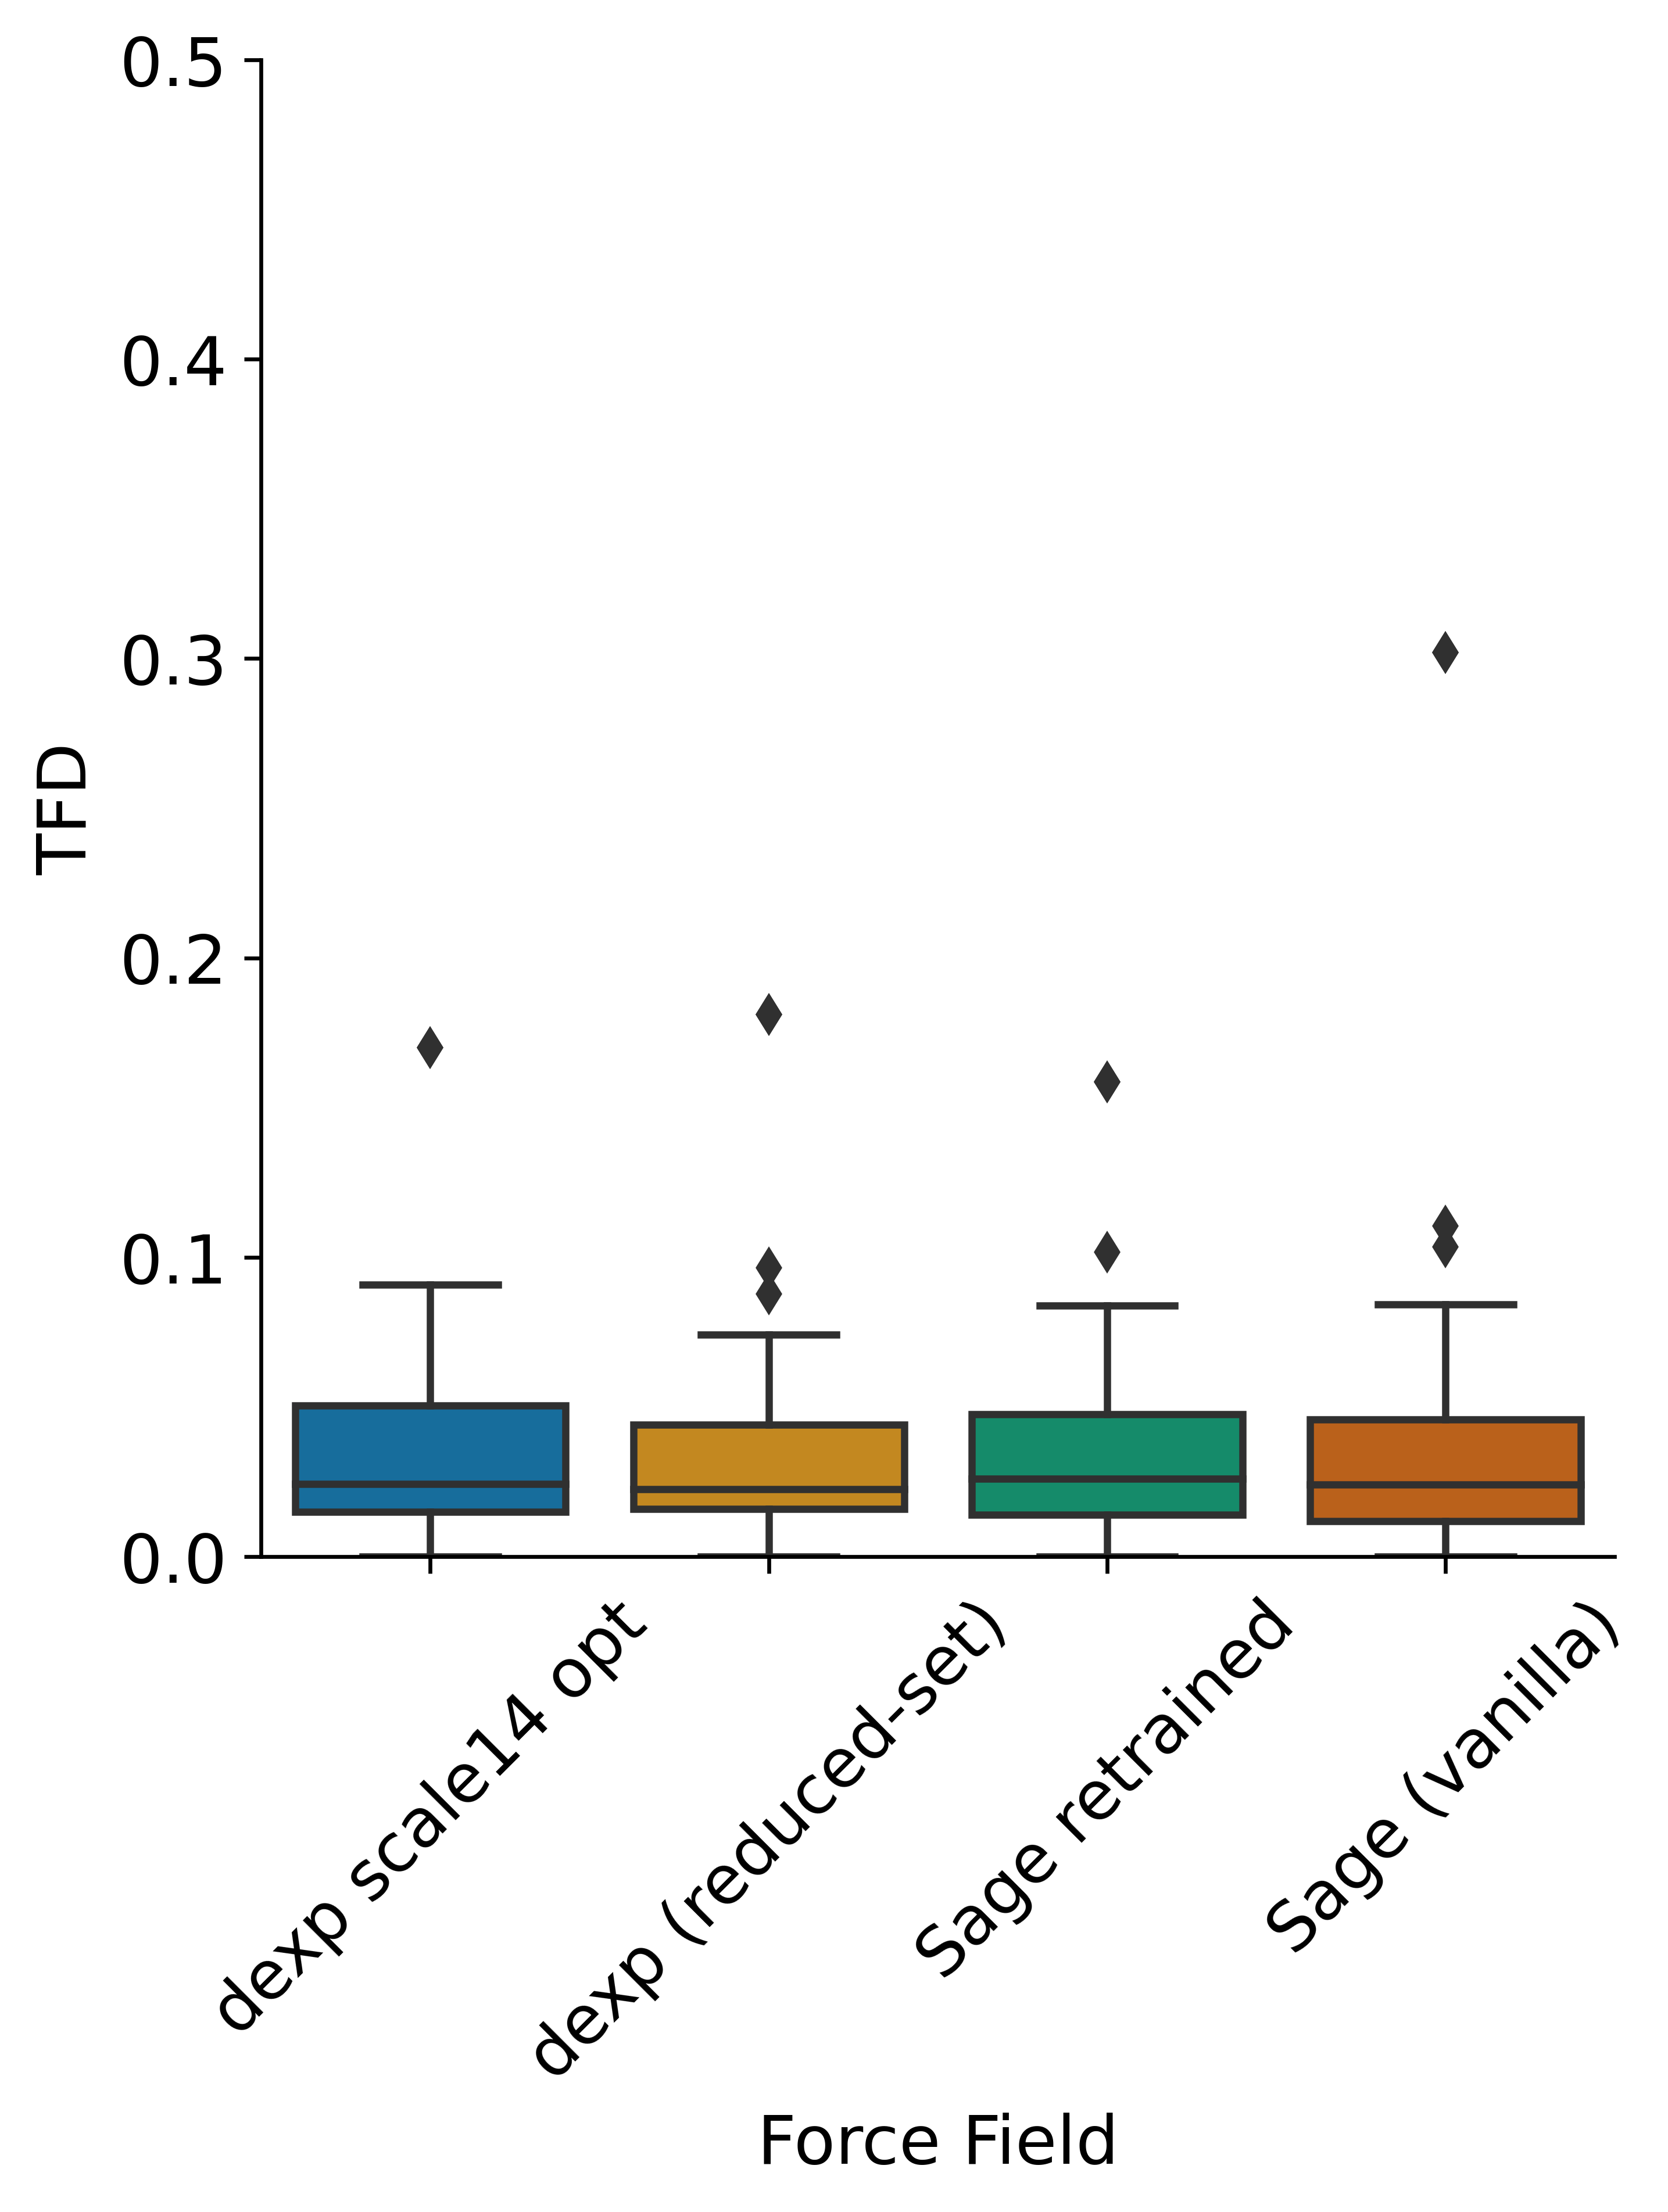 0.5
0.4
0.3
0.2
0.1
0.0
TFD
dexp scale14 opt
dexp (reduced-set)
Sage retrained
Sage (vanilla)
Force Field